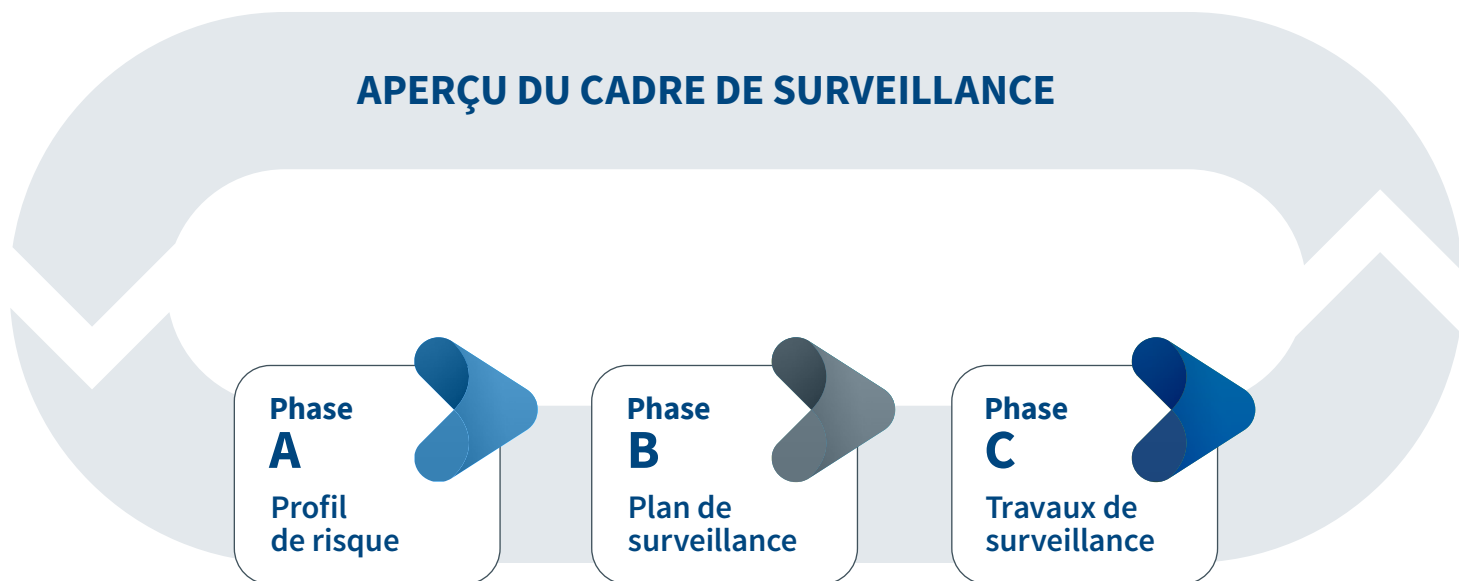 APERÇU DU CADRE DE SURVEILLANCE
Phase
A
Profil
de risque
Phase
B
Plan de
surveillance
Phase
C
Travaux de
surveillance